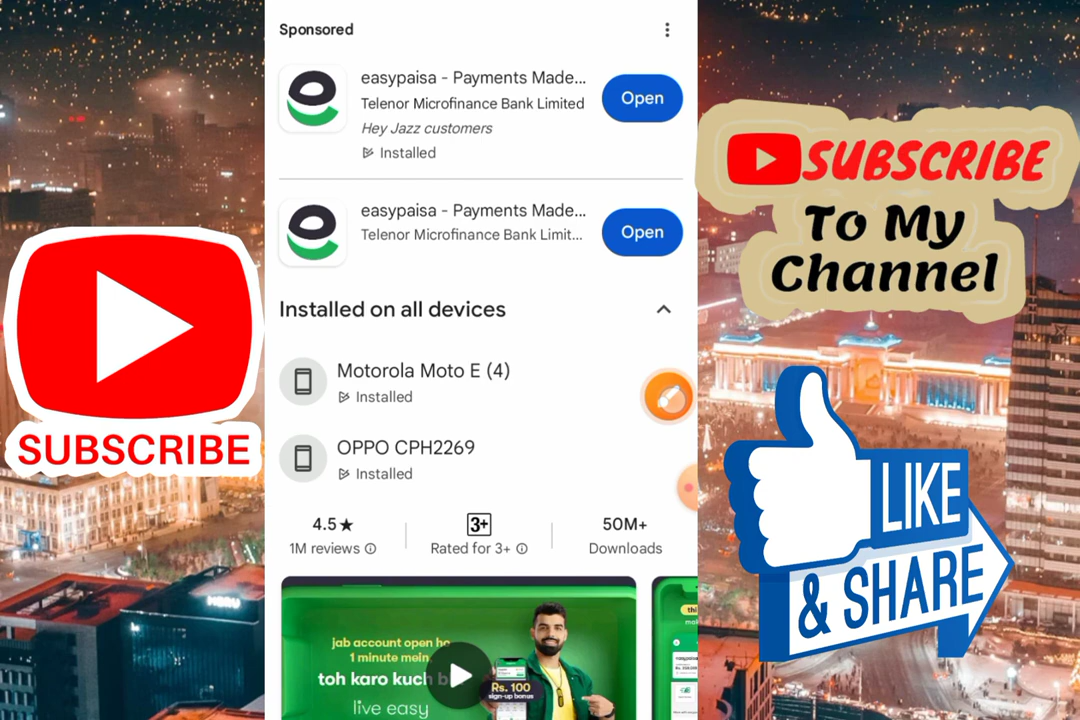 Sponsored
easypaisa - Payments Made...
Telenor Microfinance Bank Limited
Hey Jazz customers
Installed
Open
easypaisa - Payments Made...
Telenor Microfinance Bank Limit...
Open
Installed on all devices
Motorola Moto E (4)
Installed
OPPO CPH2269
Installed
4.5★
1M reviews
3+
Rated for 3+
50M+
Downloads
jab account open ho
1 minute mein
toh karo kuch b
live easy
Rs. 100
sign-up bonus
SUBSCRIBE
SUBSCRIBE
To My
Channel
LIKE
& SHARE